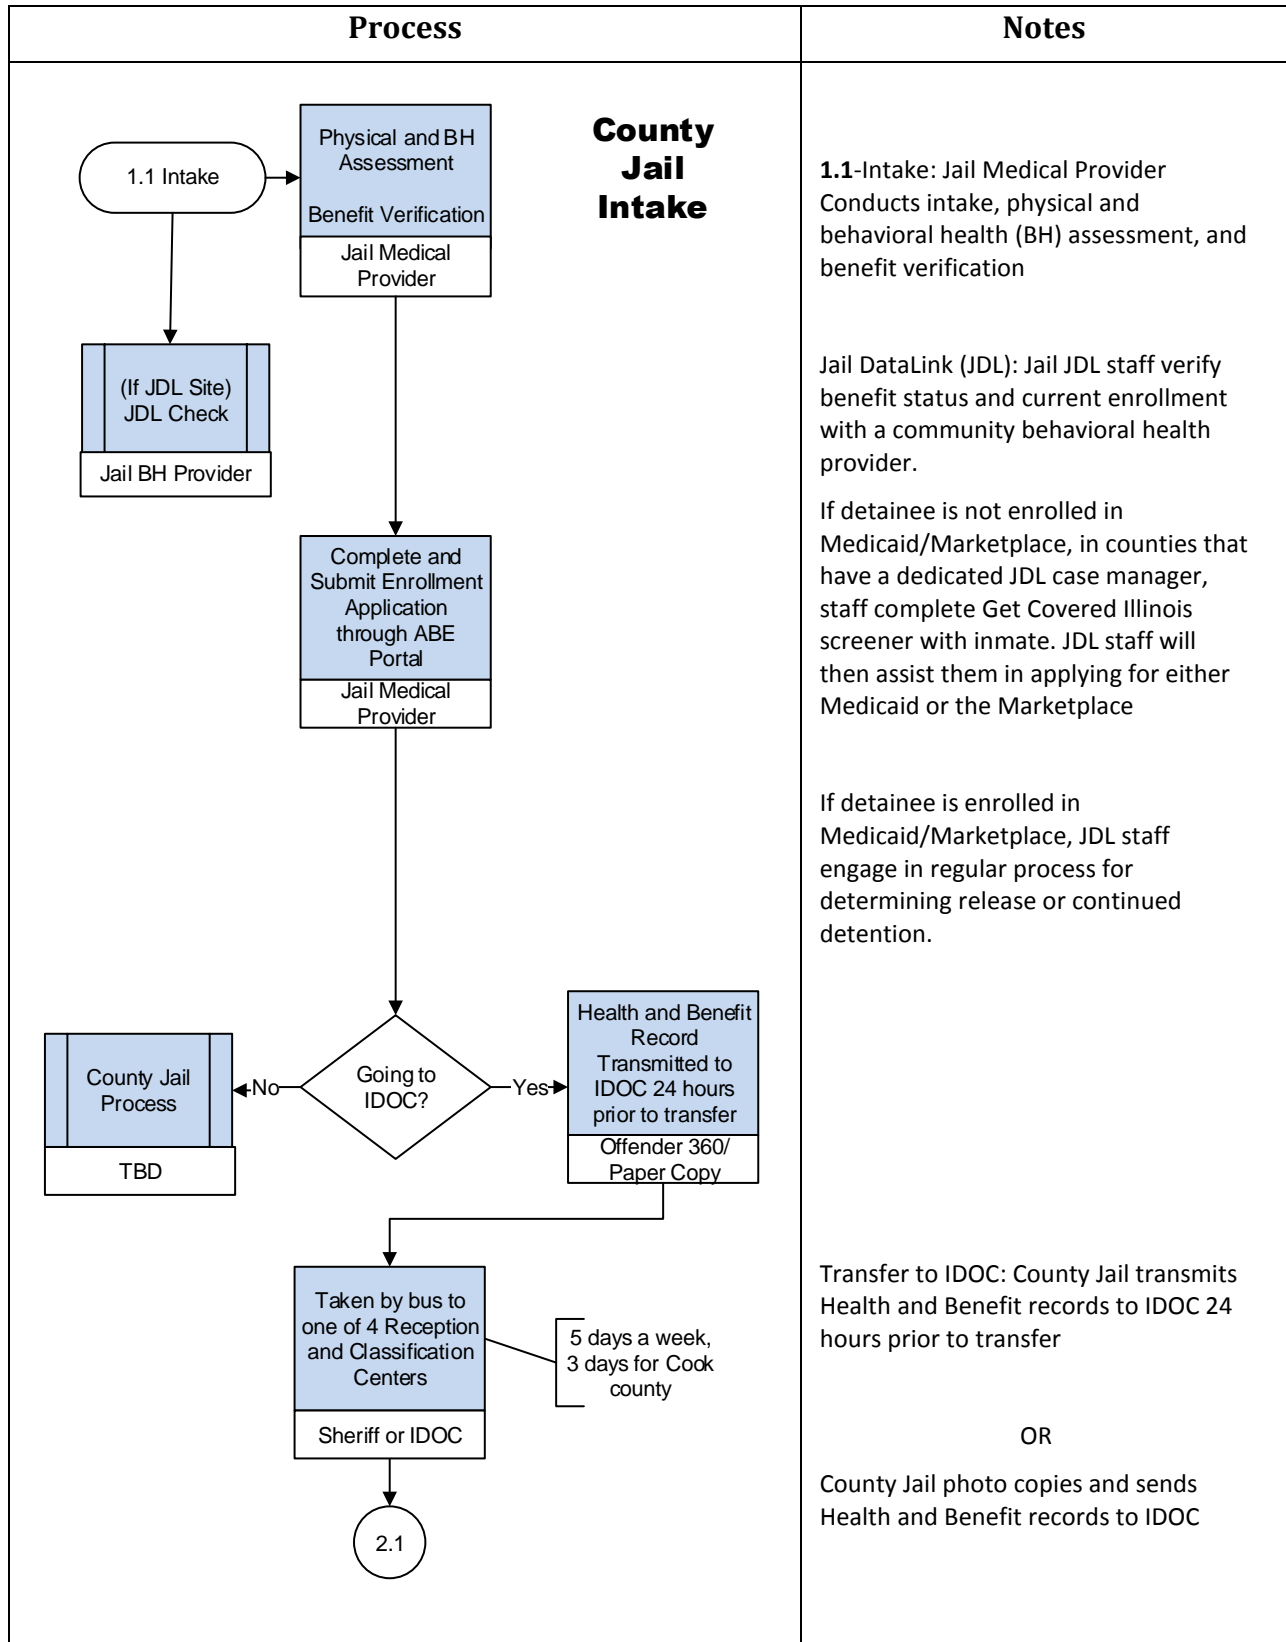 Process
Notes
County
Jail
Intake
1.1 Intake
Physical and BH
Assessment
Benefit Verification
Jail Medical
Provider
(If JDL Site)
JDL Check
Jail BH Provider
Complete and
Submit Enrollment
Application
through ABE
Portal
Jail Medical
Provider
Going to
IDOC?
No
Yes
County Jail
Process
TBD
Health and Benefit
Record
Transmitted to
IDOC 24 hours
prior to transfer
Offender 360/
Paper Copy
Taken by bus to
one of 4 Reception
and Classification
Centers
Sheriff or IDOC
5 days a week,
3 days for Cook
county
2.1
1.1-Intake: Jail Medical Provider
Conducts intake, physical and
behavioral health (BH) assessment, and
benefit verification
Jail DataLink (JDL): Jail JDL staff verify
benefit status and current enrollment
with a community behavioral health
provider.
If detainee is not enrolled in
Medicaid/Marketplace, in counties that
have a dedicated JDL case manager,
staff complete Get Covered Illinois
screener with inmate. JDL staff will
then assist them in applying for either
Medicaid or the Marketplace
If detainee is enrolled in
Medicaid/Marketplace, JDL staff
engage in regular process for
determining release or continued
detention.
Transfer to IDOC: County Jail transmits
Health and Benefit records to IDOC 24
hours prior to transfer
OR
County Jail photo copies and sends
Health and Benefit records to IDOC